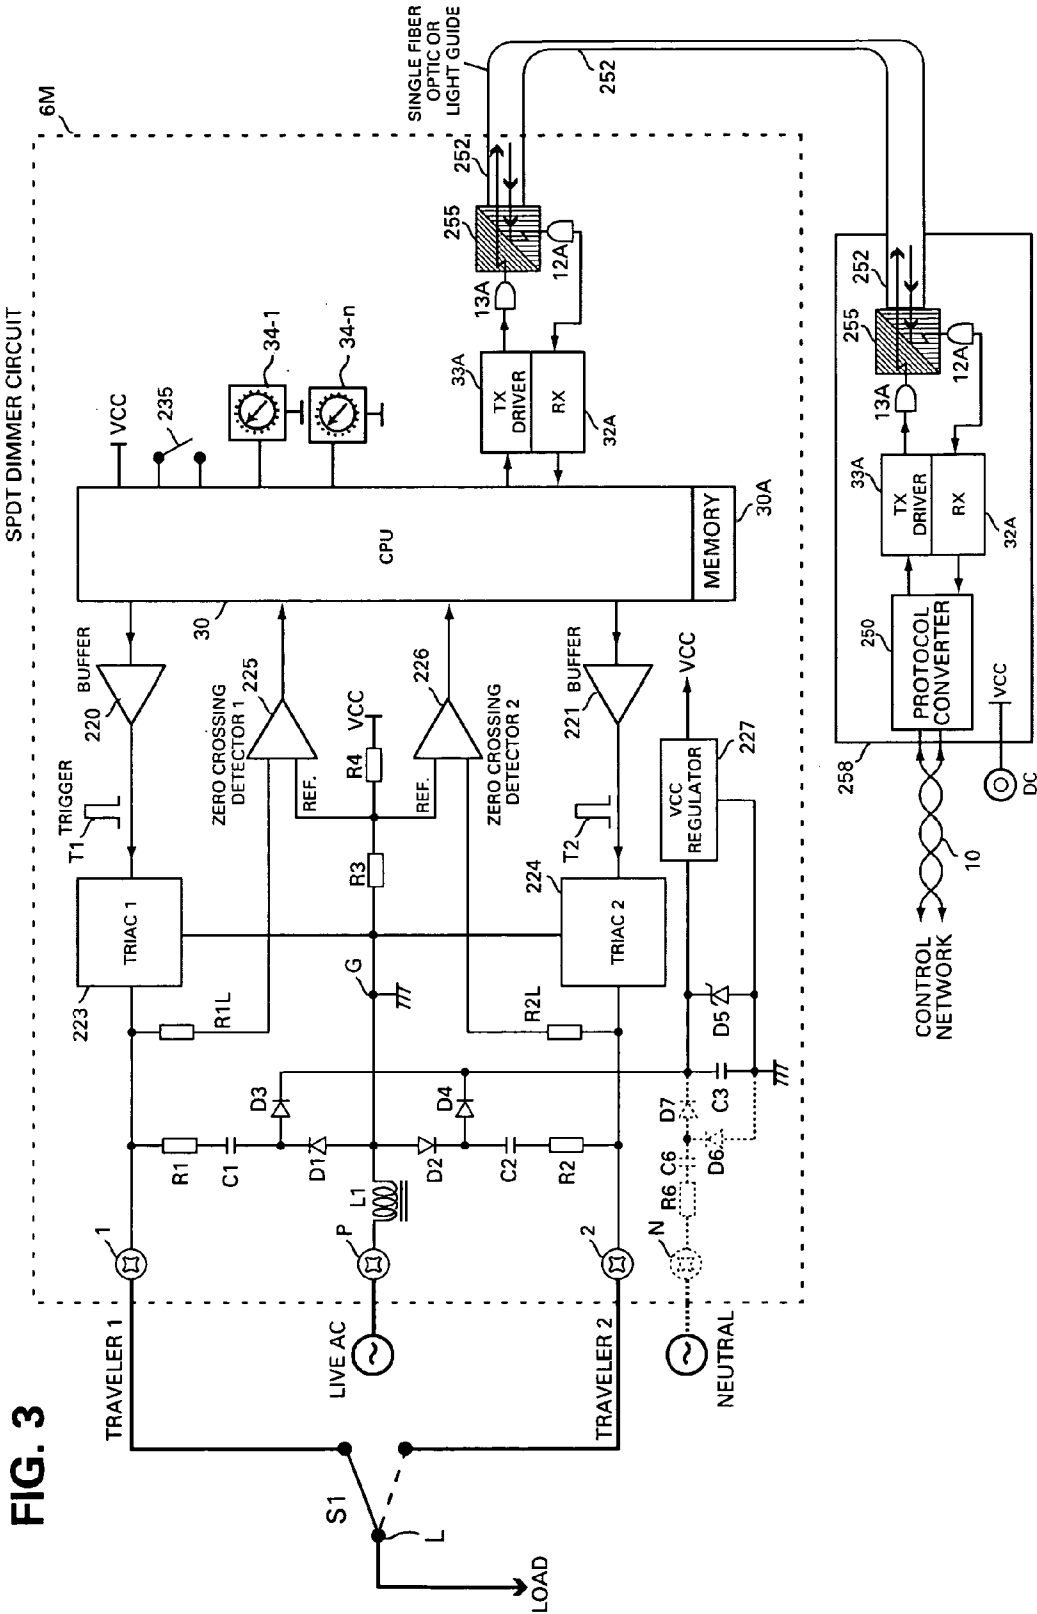 FIG. 3
SPDT DIMMER CIRCUIT
6M
TRAVELER 1
1
223
TRIAC 1
T1
TRIGGER
220
BUFFER
30
CPU
MEMORY
30A
VCC
235
34-1
34-n
R1
C1
D1
D3
R1L
ZERO CROSSING
DETECTOR 1
225
REF.
S1
L
LOAD
LIVE AC
P
L1
G
R3
R4
VCC
REF.
226
ZERO CROSSING
DETECTOR 2
D2
D4
C2
R2
R2L
TRAVELER 2
2
224
TRIAC 2
T2
221
BUFFER
NEUTRAL
N
R6
C6
D6
D7
C3
D5
VCC
REGULATOR
227
VCC
33A
TX
DRIVER
RX
32A
13A
12A
255
252
SINGLE FIBER
OPTIC OR
LIGHT GUIDE
252
CONTROL
NETWORK
10
258
250
PROTOCOL
CONVERTER
33A
TX
DRIVER
RX
32A
13A
12A
255
252
VCC
DC